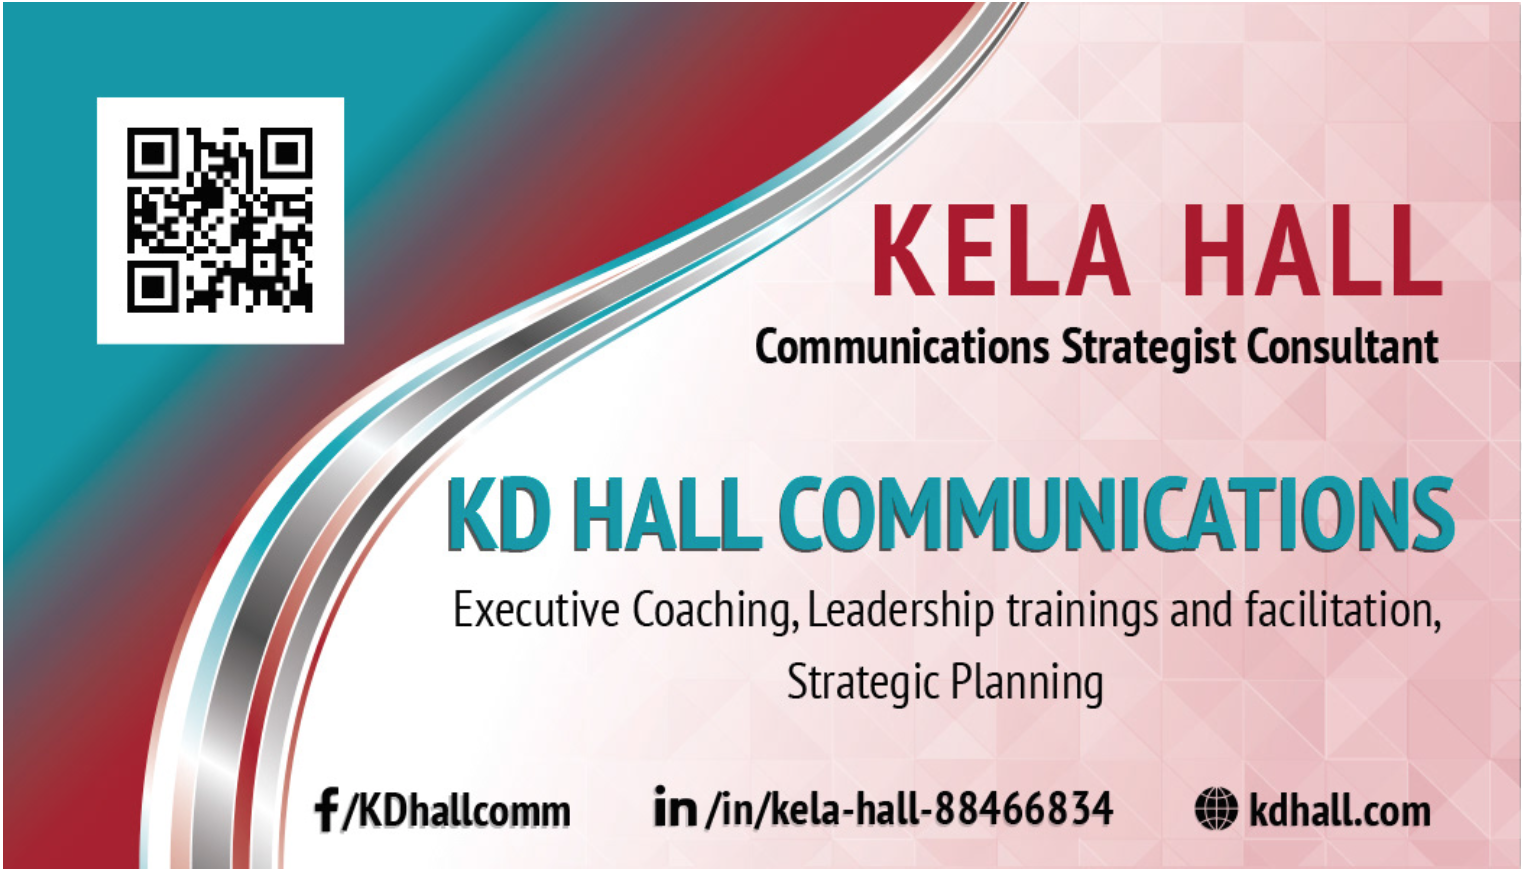 KELA HALL
Communications Strategist Consultant
KD HALL COMMUNICATIONS
Executive Coaching, Leadership trainings and facilitation,
Strategic Planning
f/KDhallcomm
in/in/kela-hall-88466834
kdhall.com